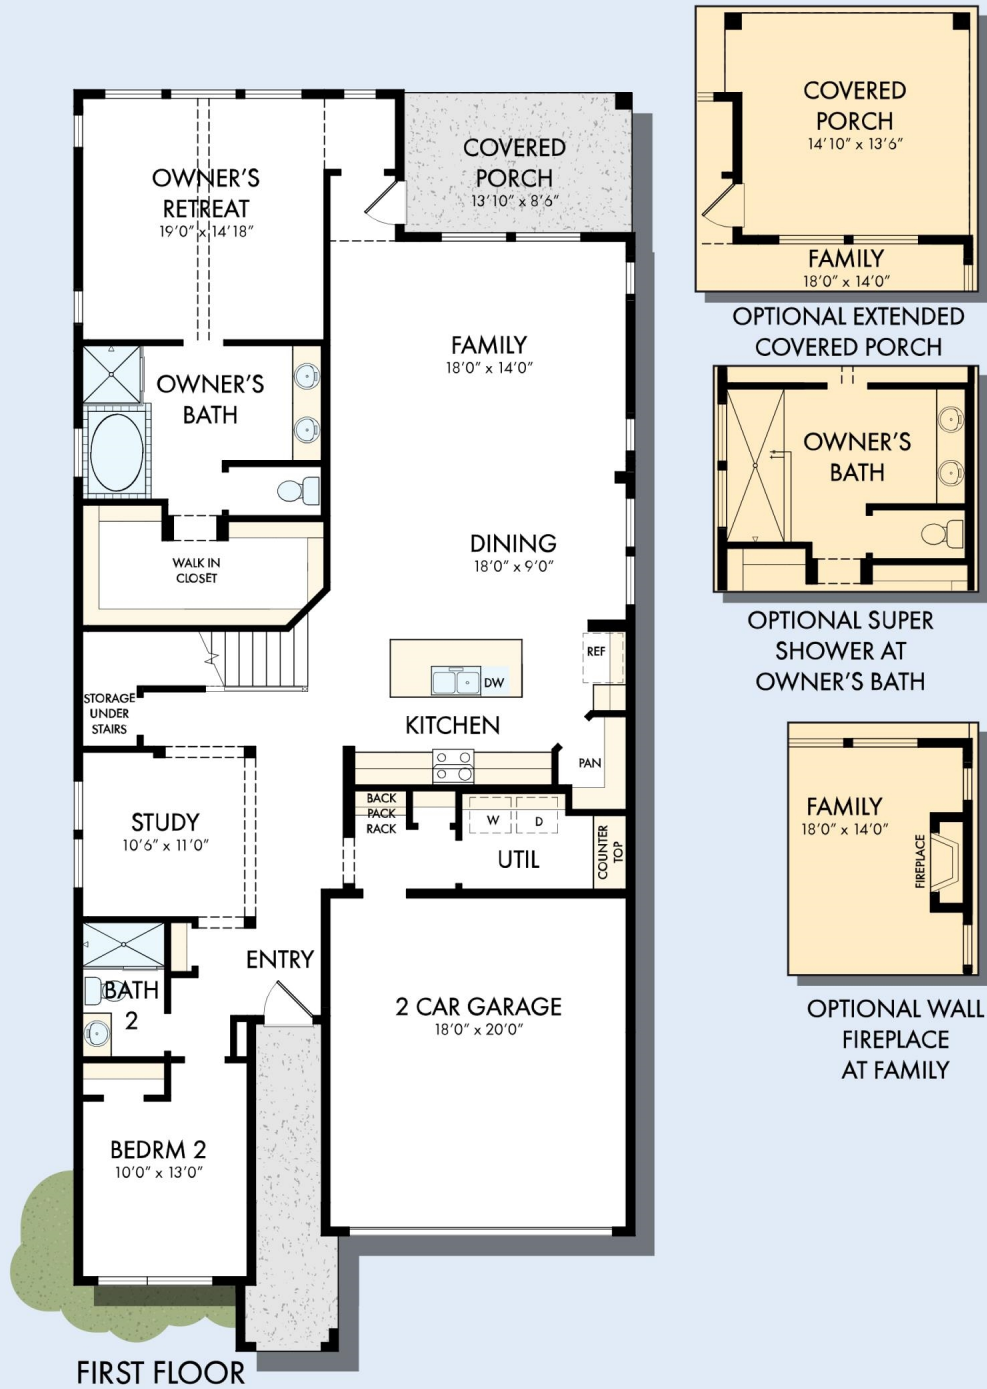 COVERED
PORCH
13'10" x 8'6"
OWNER'S
RETREAT
19'0" x 14'18"
FAMILY
18'0" x 14'0"
OWNER'S
BATH
DINING
18'0" x 9'0"
WALK IN
CLOSET
REF
DW
STORAGE
UNDER
STAIRS
KITCHEN
PAN
BACK
PACK
RACK
W
D
UTIL
COUNTER
TOP
STUDY
10'6" x 11'0"
ENTRY
BATH
2
2 CAR GARAGE
18'0" x 20'0"
BEDRM 2
10'0" x 13'0"
FIRST FLOOR
COVERED
PORCH
14'10" x 13'6"
FAMILY
18'0" x 14'0"
OPTIONAL EXTENDED
COVERED PORCH
OWNER'S
BATH
OPTIONAL SUPER
SHOWER AT
OWNER'S BATH
FAMILY
18'0" x 14'0"
FIREPLACE
OPTIONAL WALL
FIREPLACE
AT FAMILY